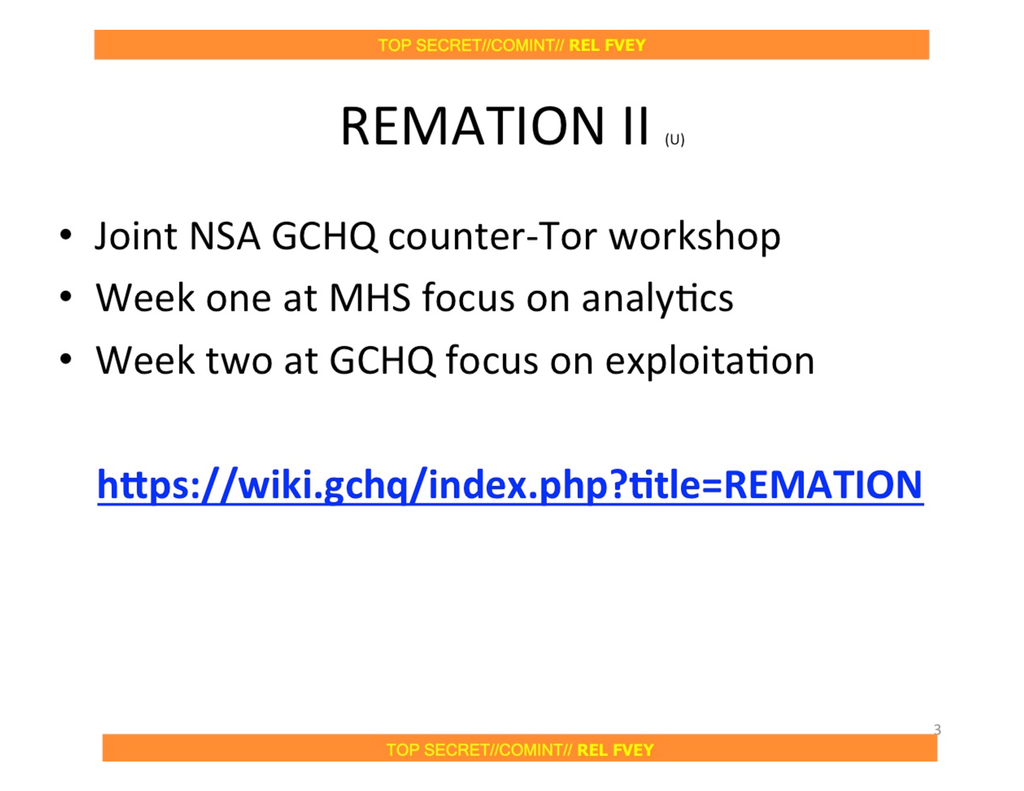 TOP SECRET//COMINT// REL FVEY
REMATION II (U)
• Joint NSA GCHQ counter-Tor workshop
• Week one at MHS focus on analytics
• Week two at GCHQ focus on exploitation
https://wiki.gchq/index.php?title=REMATION
3
TOP SECRET//COMINT// REL FVEY